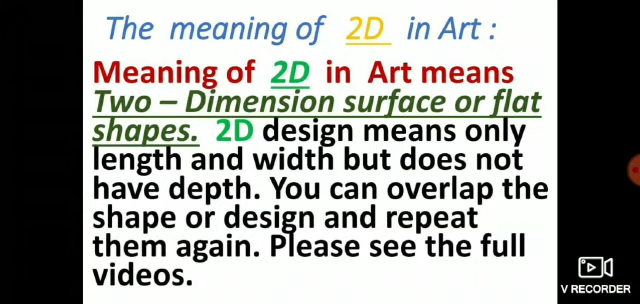 The meaning of 2D in Art :
Meaning of 2D in Art means
Two – Dimension surface or flat
shapes. 2D design means only
length and width but does not
have depth. You can overlap the
shape or design and repeat
them again. Please see the full
videos.
V RECORDER